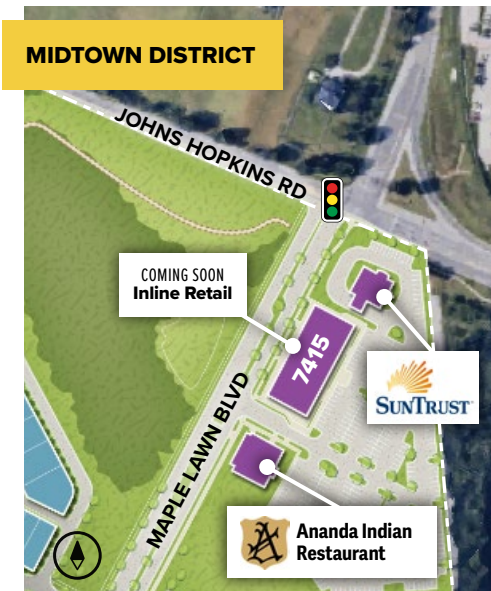 MIDTOWN DISTRICT
JOHNS HOPKINS RD
COMING SOON
Inline Retail
7415
SUNTRUST
MAPLE LAWN BLVD
A
Ananda Indian
Restaurant